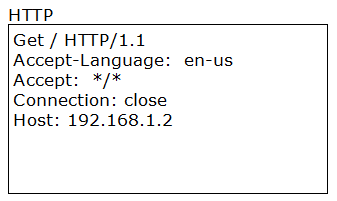 HTTP
Get / HTTP/1.1
Accept-Language:  en-us
Accept:  */*
Connection: close
Host: 192.168.1.2